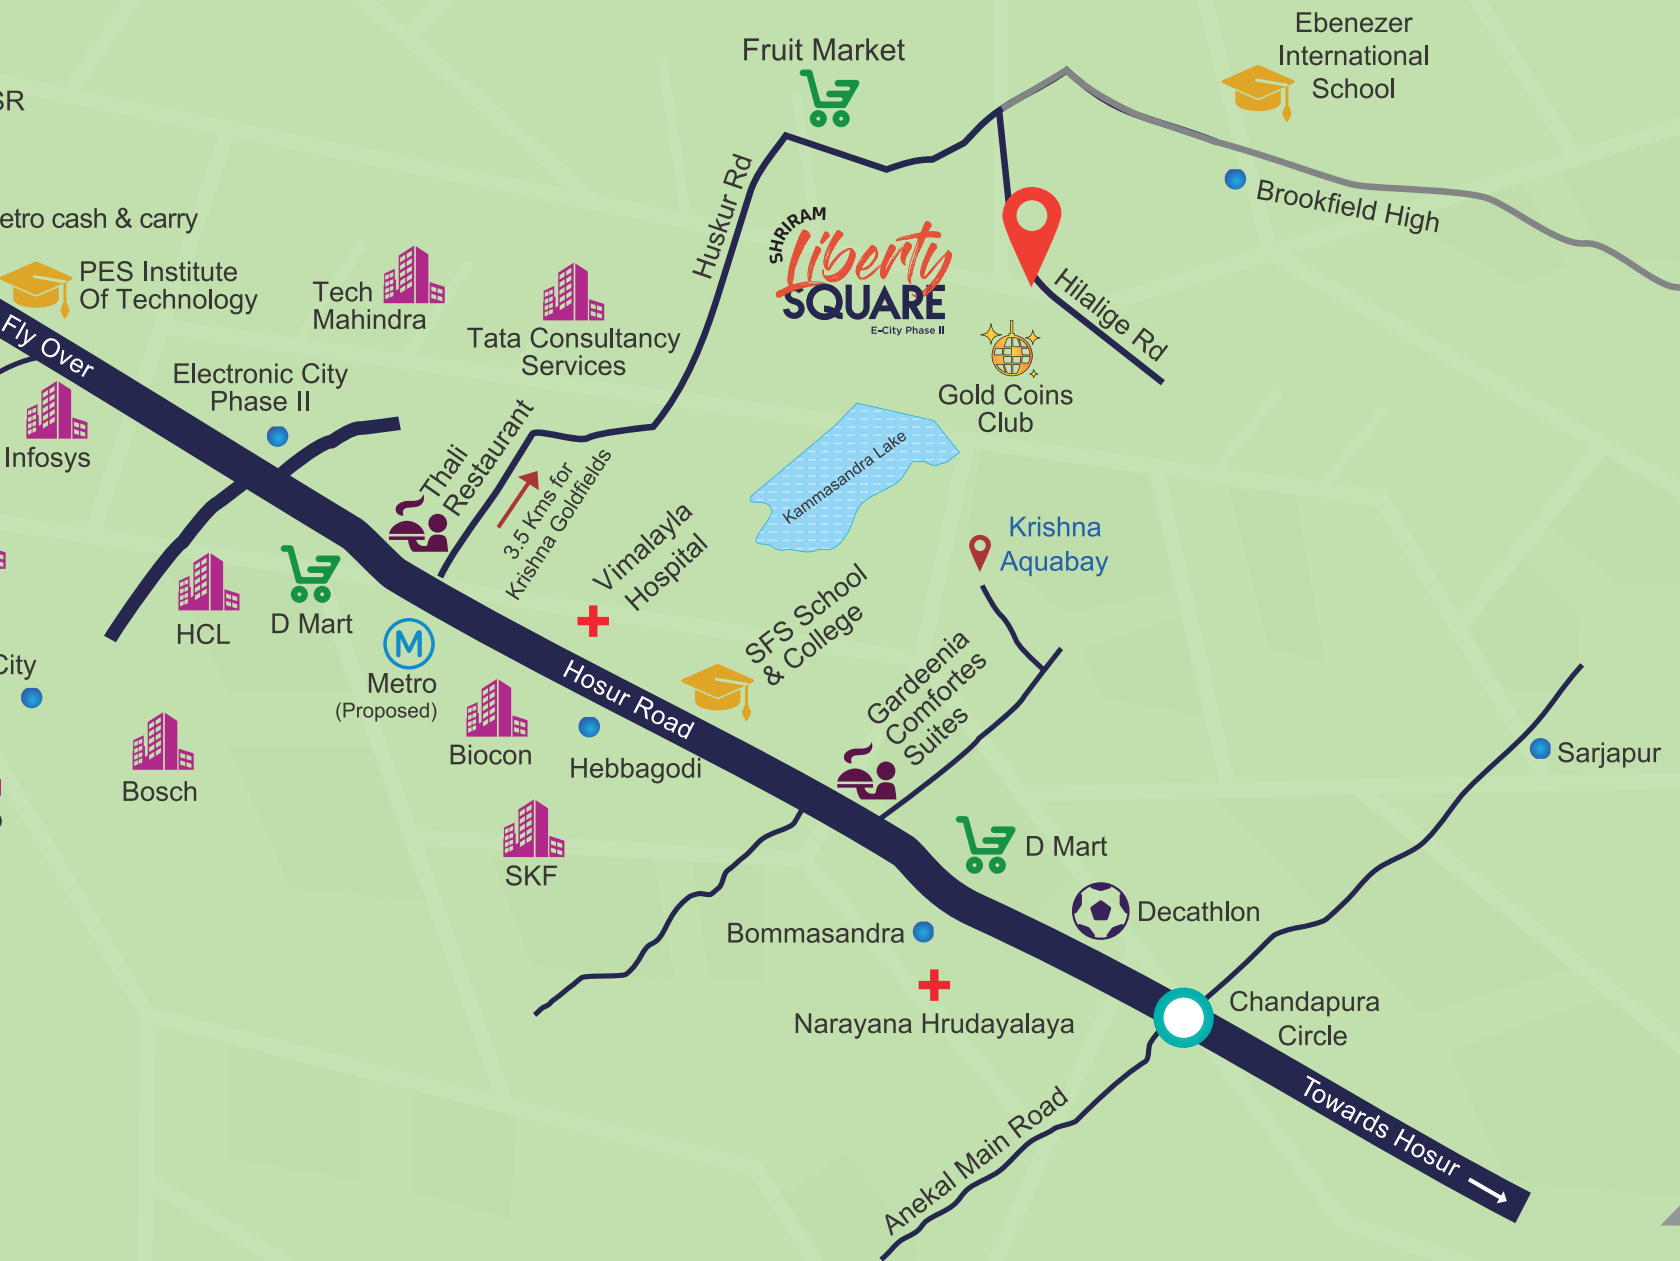 SR
Fruit Market
Ebenezer
International
School
Brookfield High
etro cash & carry
PES Institute
Of Technology
Tech
Mahindra
Tata Consultancy
Services
Huskur Rd
SHRIRAM
Liberty
SQUARE
E-City Phase II
Hilalige Rd
Gold Coins
Club
Fly Over
Electronic City
Phase II
Infosys
Thali
Restaurant
3.5 Kms for
Krishna Goldfields
Kammasandra Lake
Vimalayla
Hospital
Krishna
Aquabay
HCL
D Mart
M
Metro
(Proposed)
SFS School
& College
City
Hosur Road
Gardeenia
Comfortes
Suites
Bosch
Biocon
Hebbagodi
Sarjapur
SKF
D Mart
Decathlon
Bommasandra
Narayana Hrudayalaya
Chandapura
Circle
Anekal Main Road
Towards Hosur